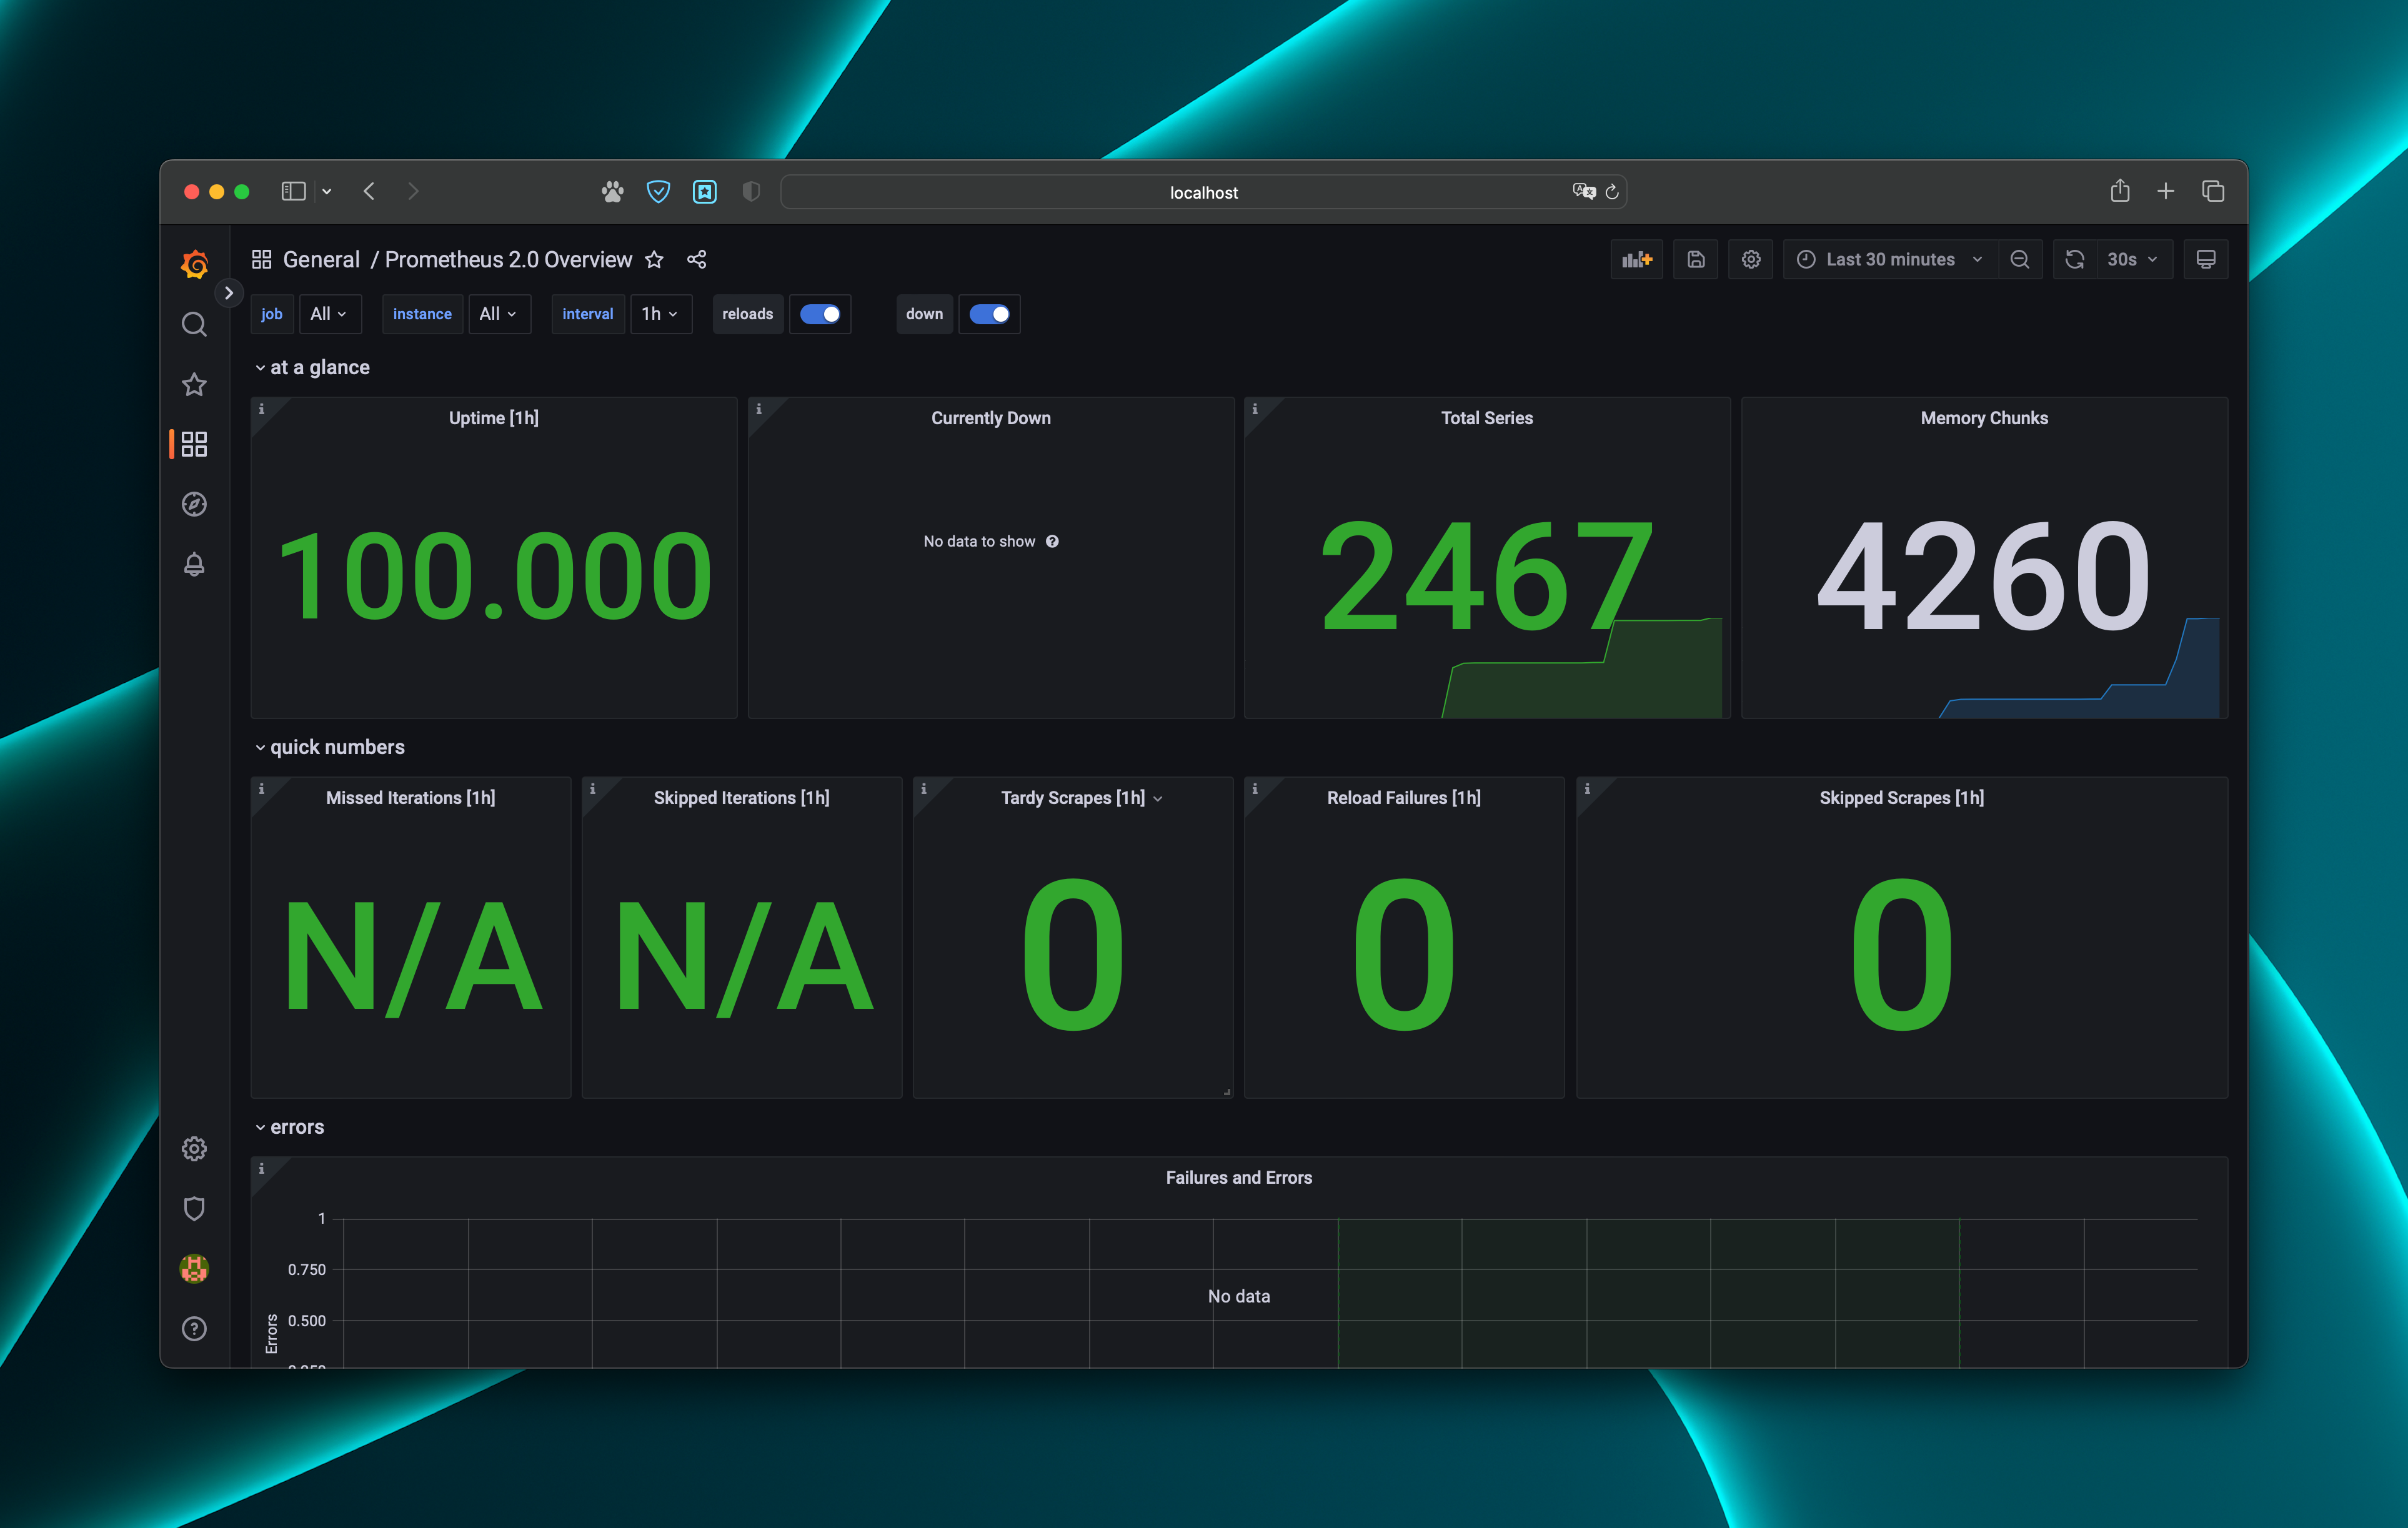 localhost
General / Prometheus 2.0 Overview
Last 30 minutes
30s
job All instance All interval 1h reloads down
at a glance
Uptime [1h]
100.000
Currently Down
No data to show
Total Series
2467
Memory Chunks
4260
quick numbers
Missed Iterations [1h]
N/A
Skipped Iterations [1h]
N/A
Tardy Scrapes [1h]
0
Reload Failures [1h]
0
Skipped Scrapes [1h]
0
errors
Failures and Errors
1
0.750
0.500
Errors
No data